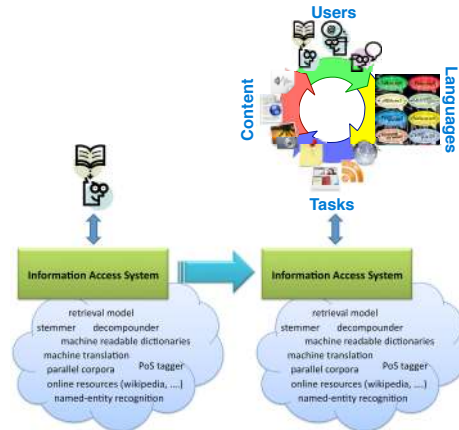 Users
Content
Languages
Tasks
Information Access System
retrieval model
stemmer decompounder
machine readable dictionaries
machine translation
parallel corpora PoS tagger
online resources (wikipedia, ....)
named-entity recognition
Information Access System
retrieval model
stemmer decompounder
machine readable dictionaries
machine translation
parallel corpora PoS tagger
online resources (wikipedia, ....)
named-entity recognition